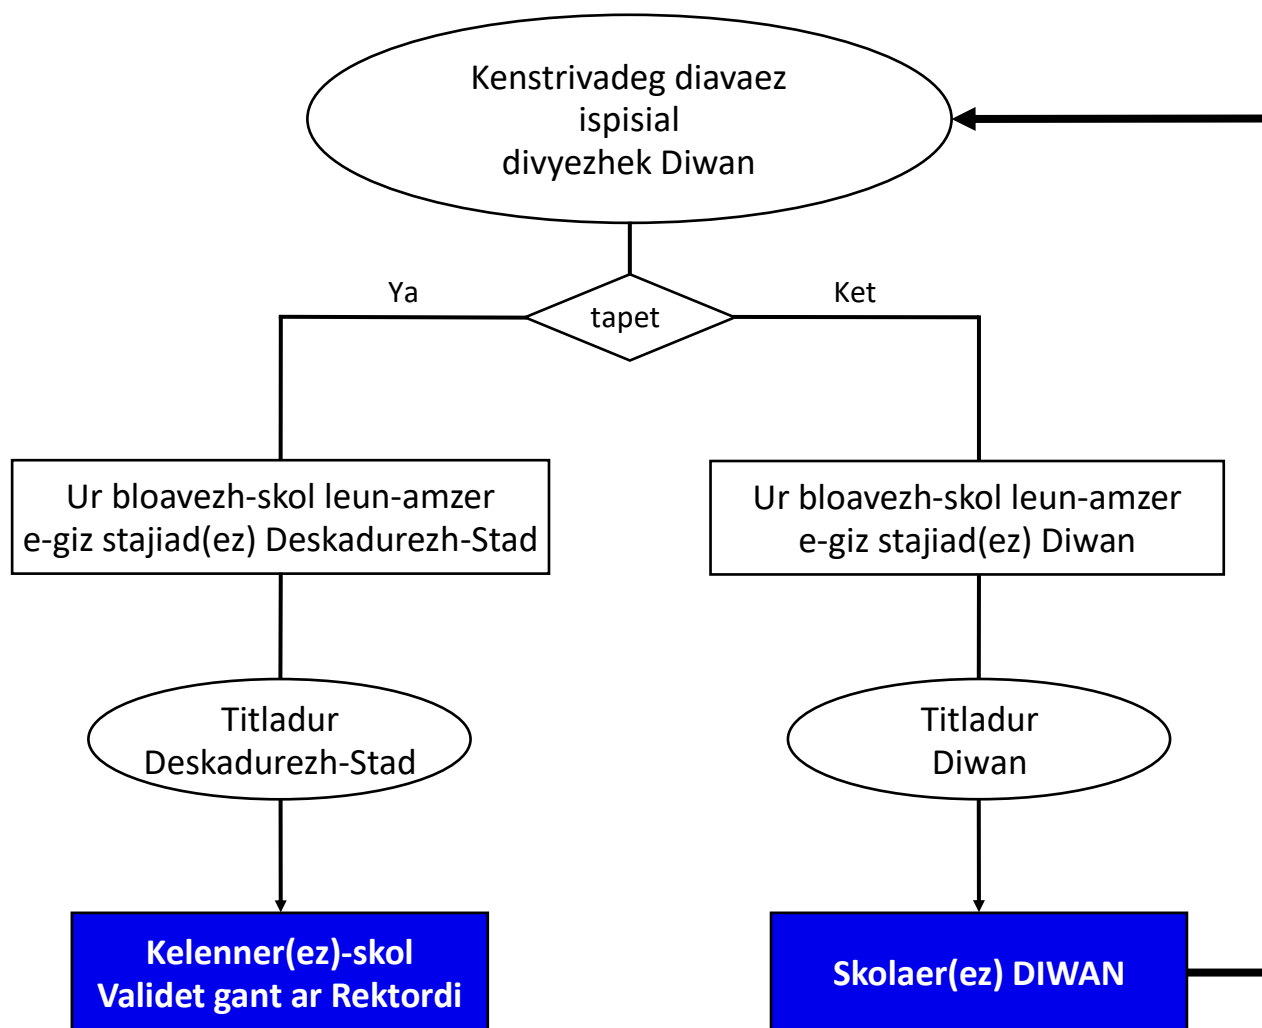 Kenstrivadeg diavaez
ispisial
divyezhek Diwan
Ya
Ket
tapet
Ur bloavezh-skol leun-amzer
e-giz stajiad(ez) Deskadurezh-Stad
Ur bloavezh-skol leun-amzer
e-giz stajiad(ez) Diwan
Titladur
Deskadurezh-Stad
Titladur
Diwan
Kelenner(ez)-skol
Validet gant ar Rektordi
Skolaer(ez) DIWAN